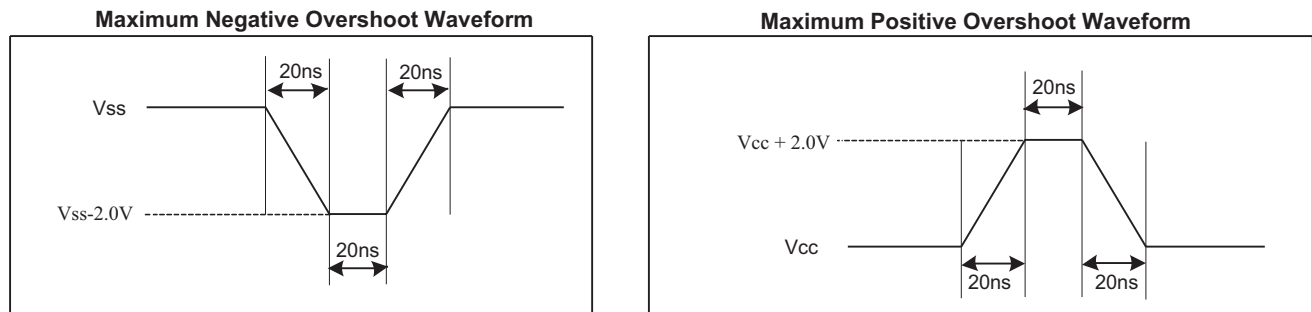 Maximum Negative Overshoot Waveform
20ns
20ns
Vss
Vss-2.0V
20ns
Maximum Positive Overshoot Waveform
20ns
Vcc + 2.0V
Vcc
20ns
20ns